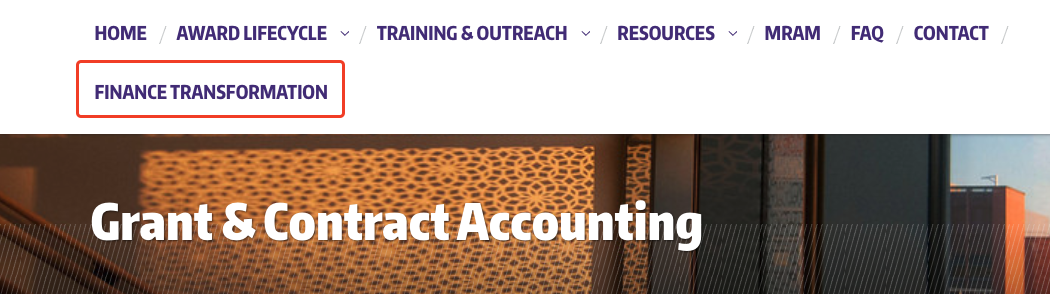 HOME / AWARD LIFECYCLE / TRAINING & OUTREACH / RESOURCES / MRAM / FAQ / CONTACT /
FINANCE TRANSFORMATION
Grant & Contract Accounting